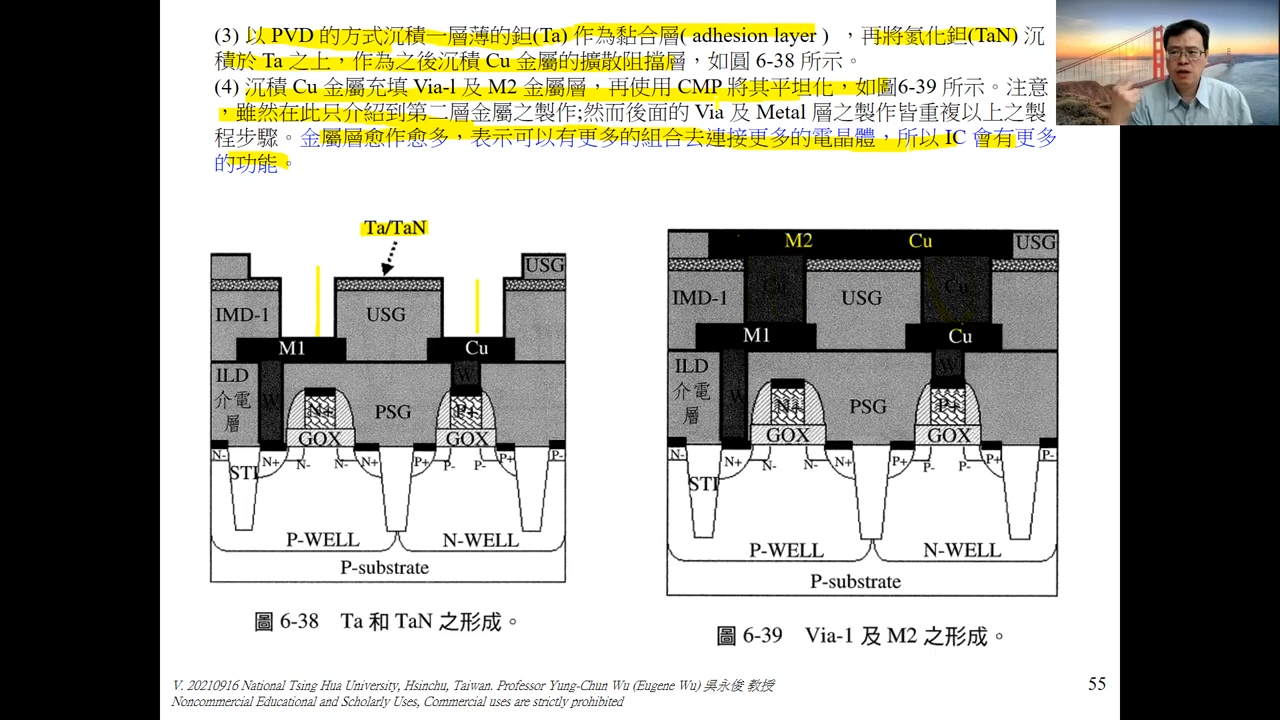 (3) 以 PVD 的方式沉積一層薄的鉭(Ta) 作為黏合層( adhesion layer ) ，再將氮化鉭(TaN) 沉
積於 Ta 之上，作為之後沉積 Cu 金屬的擴散阻擋層，如圓 6-38 所示。
(4) 沉積 Cu 金屬充填 Via-l 及 M2 金屬層，再使用 CMP 將其平坦化，如圖6-39 所示。注意
，雖然在此只介紹到第二層金屬之製作;然而後面的 Via 及 Metal 層之製作皆重複以上之製
程步驟。金屬層愈作愈多，表示可以有更多的組合去連接更多的電晶體，所以 IC 會有更多
的功能。
Ta/TaN
USG
IMD-1
USG
M1
Cu
ILD
介電
層
W
W
PSG
N+
P+
GOX
GOX
N-
N+
N-
N-
N+
P+
P-
P-
P+
P-
STI
P-WELL
N-WELL
P-substrate
圖 6-38 Ta 和 TaN 之形成。
M2
Cu
USG
IMD-1
Cu
USG
Cu
M1
Cu
ILD
介電
層
W
W
PSG
N+
P+
GOX
GOX
N-
N+
N-
N-
N+
P+
P-
P-
P+
P-
STI
P-WELL
N-WELL
P-substrate
圖 6-39 Via-1 及 M2 之形成。
V. 20210916 National Tsing Hua University, Hsinchu, Taiwan. Professor Yung-Chun Wu (Eugene Wu) 吳永俊 教授
Noncommercial Educational and Scholarly Uses, Commercial uses are strictly prohibited
55